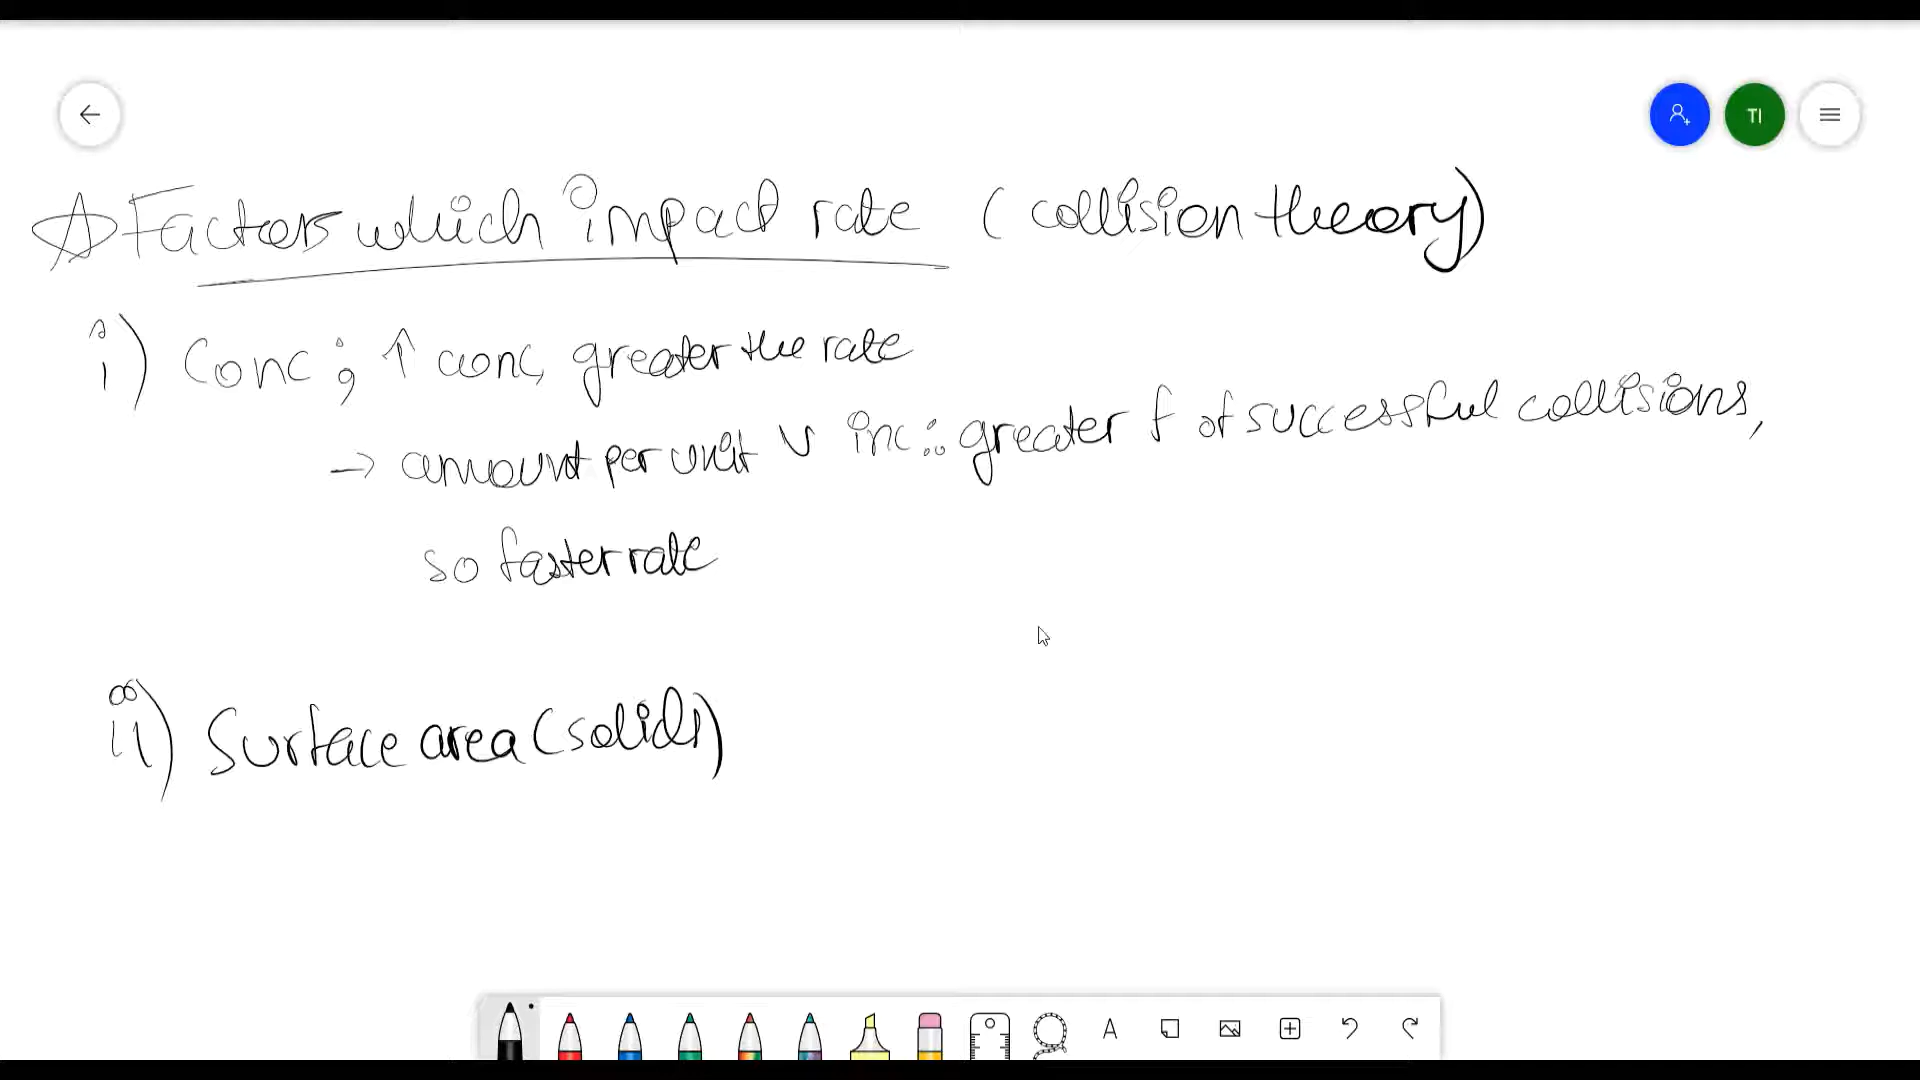 TI
☆ Factors which impact rate (collision theory)
i) Conc; ↑ conc, greater the rate
→ amount per unit v inc ∴ greater f of successful collisions,
so faster rate
ii) Surface area (solids)
A